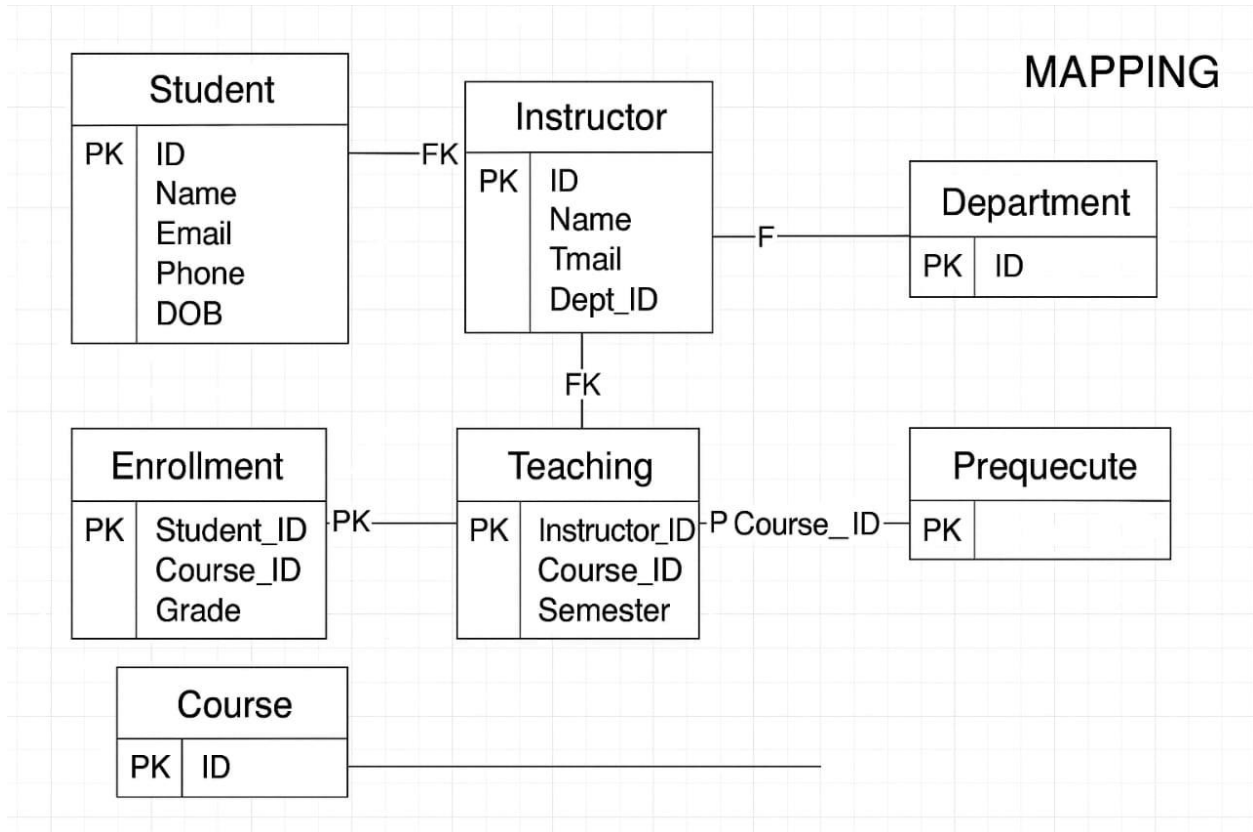 MAPPING
Student
PK ID
Name
Email
Phone
DOB
FK
Instructor
PK ID
Name
Tmail
Dept_ID
F
Department
PK ID
FK
Enrollment
PK Student_ID
Course_ID
Grade
PK
Teaching
PK Instructor_ID
Course_ID
Semester
P Course_ID
Prequecute
PK
Course
PK ID